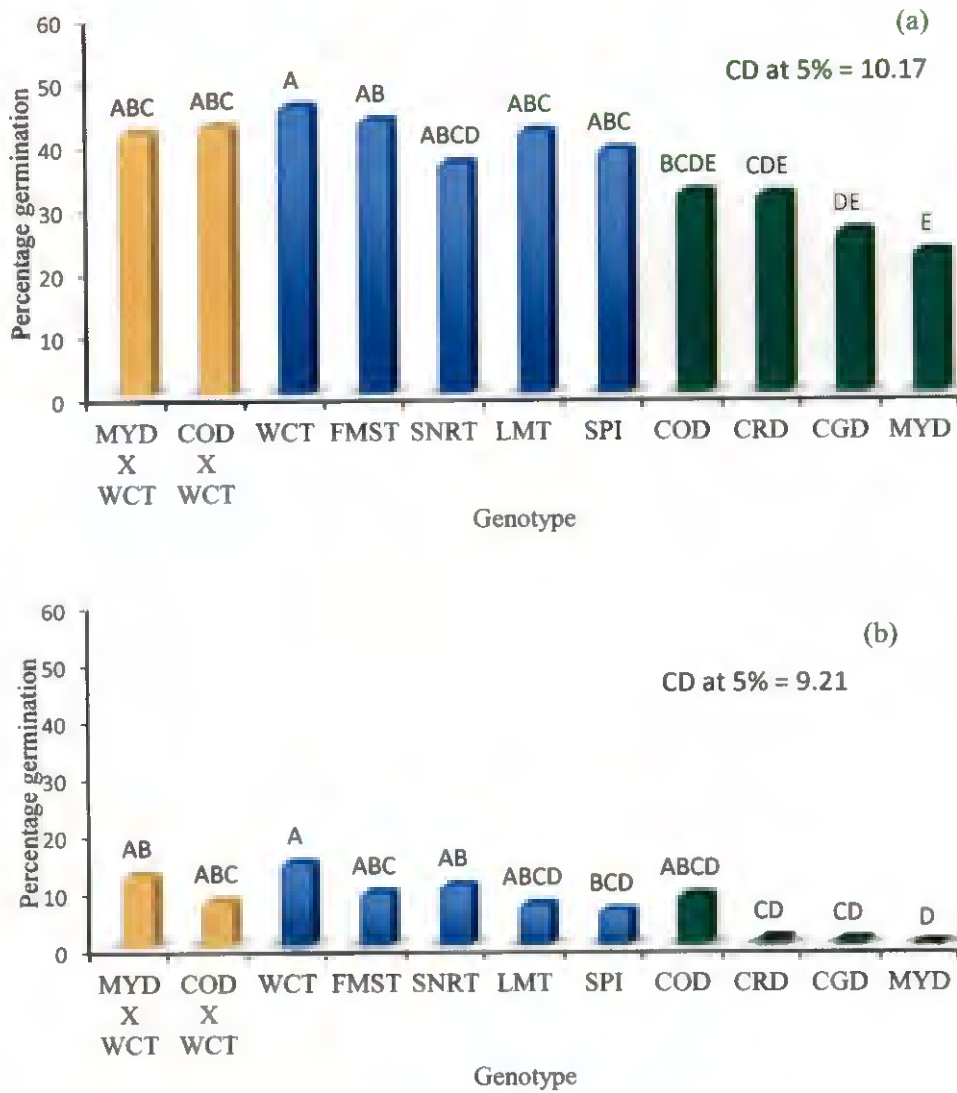 (a)
CD at 5% = 10.17
Percentage germination
60
50
40
30
20
10
0
ABC
ABC
A
AB
ABCD
ABC
ABC
BCDE
CDE
DE
E
MYD X WCT
COD X WCT
WCT
FMST
SNRT
LMT
SPI
COD
CRD
CGD
MYD
Genotype
(b)
CD at 5% = 9.21
Percentage germination
60
50
40
30
20
10
0
AB
ABC
A
ABC
AB
ABCD
BCD
ABCD
CD
CD
D
MYD X WCT
COD X WCT
WCT
FMST
SNRT
LMT
SPI
COD
CRD
CGD
MYD
Genotype